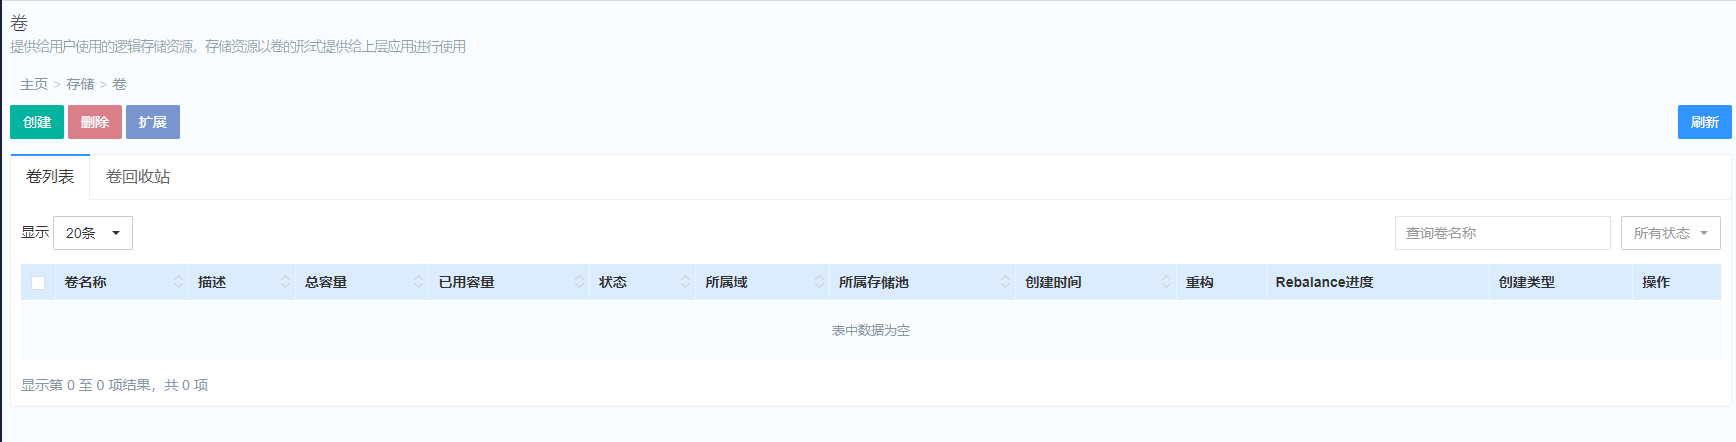 卷
提供给用户使用的逻辑存储资源，存储资源以卷的形式提供给上层应用进行使用
主页 > 存储 > 卷
创建 删除 扩展 刷新
卷列表 卷回收站
显示 20条 查询卷名称 所有状态
卷名称 描述 总容量 已用容量 状态 所属域 所属存储池 创建时间 重构 Rebalance进度 创建类型 操作
表中数据为空
显示第 0 至 0 项结果，共 0 项